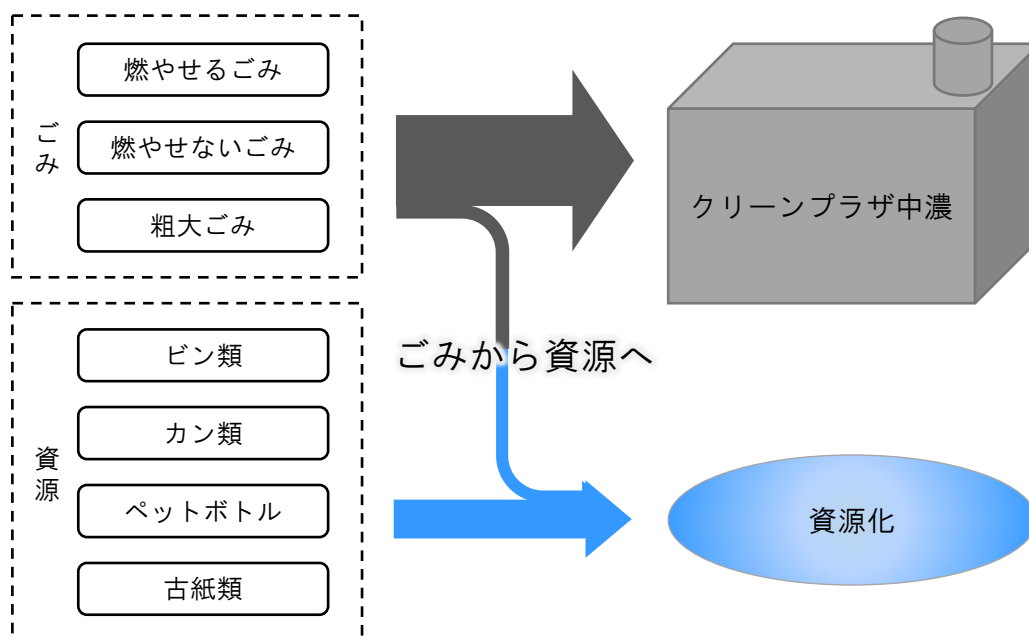 ごみ
燃やせるごみ
燃やせないごみ
粗大ごみ
クリーンプラザ中濃
ごみから資源へ
資源
ビン類
カン類
ペットボトル
古紙類
資源化